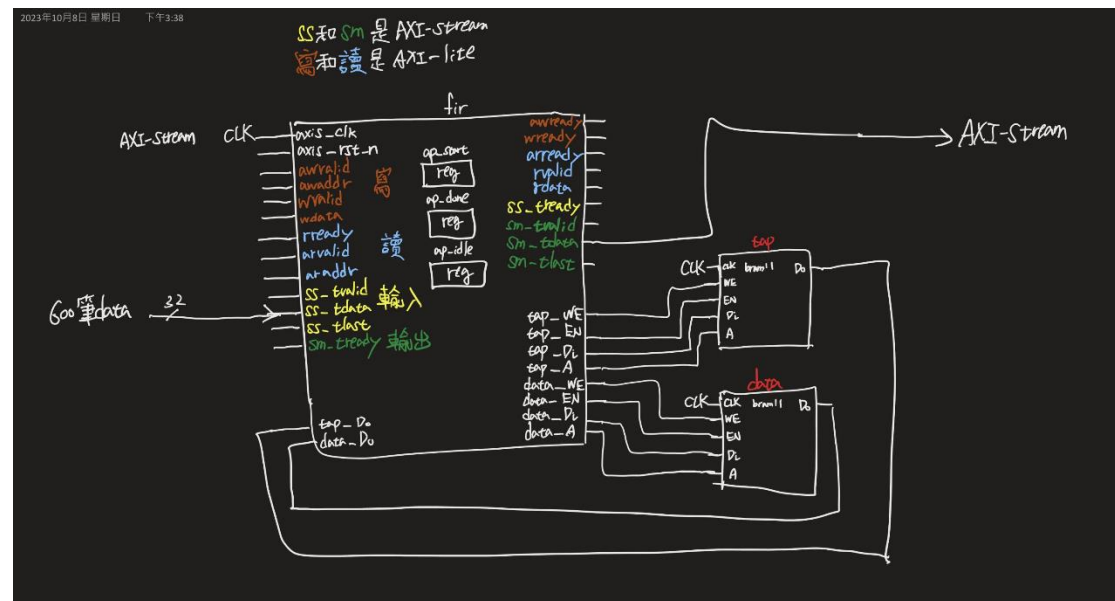 2023年10月8日 星期日 下午3:38
ss和sm是AXI-stream
寫和讀是AXI-lite
fir
AXI-stream CLK
axis_clk
axis_rst_n
awvalid
awaddr
wvalid
wdata
寫
rready
arvalid
araddr
讀
ss_tvalid
ss_tdata
ss_tlast
輸入
sm_tready 輸出
600筆data 32
tap_Do
data_Do
ap_start
reg
ap_done
reg
ap_idle
reg
awready
wready
arready
rvalid
rdata
ss_tready
sm_tvalid
sm_tdata
sm_tlast
AXI-stream
tap_WE
tap_EN
tap_Di
tap_A
data_WE
data_EN
data_Di
data_A
tap
CLK
clk bram11 Do
WE
EN
Di
A
data
CLK
CLK bram11 Do
WE
EN
Di
A